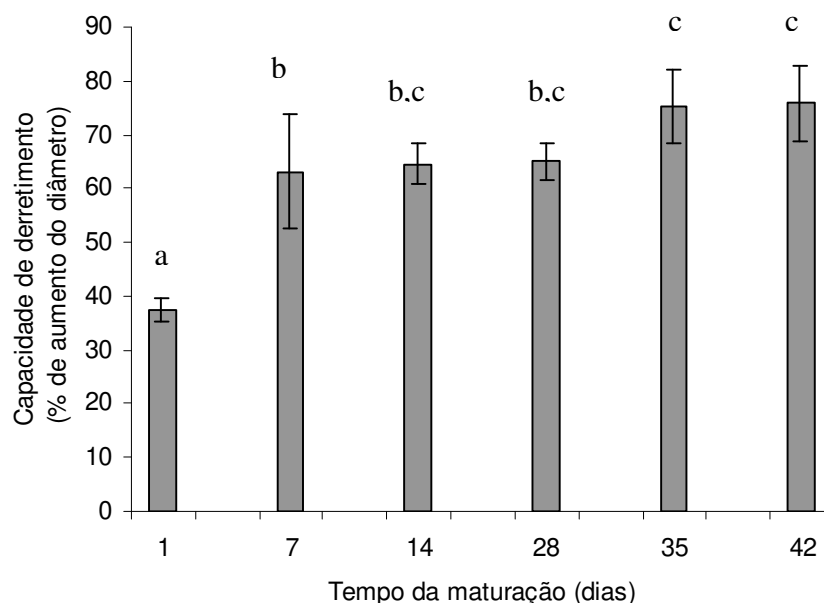 Capacidade de derretimento
(% de aumento do diâmetro)
90
80
70
60
50
40
30
20
10
0
a
b
b,c
b,c
c
c
1 7 14 28 35 42
Tempo da maturação (dias)